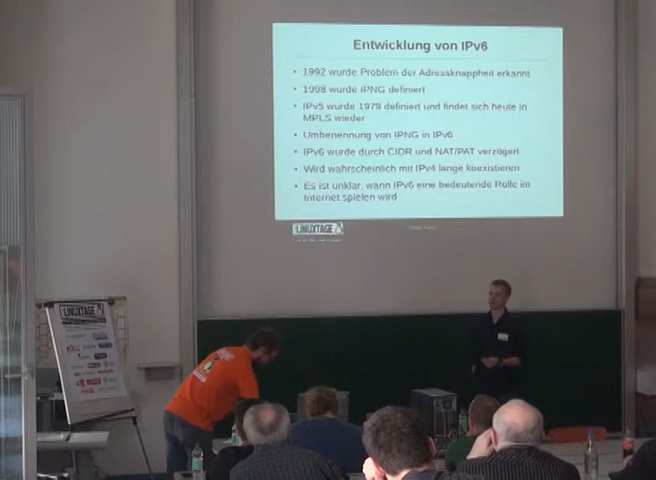 Entwicklung von IPv6
• 1992 wurde Problem der Adressknappheit erkannt
• 1998 wurde IPNG definiert
• IPv5 wurde 1979 definiert und findet sich heute in
MPLS wieder
• Umbenennung von IPNG in IPv6
• IPv6 wurde durch CIDR und NAT/PAT verzögert
• Wird wahrscheinlich mit IPv4 lange koexistieren
• Es ist unklar, wann IPv6 eine bedeutende Rolle im
Internet spielen wird
LINUXTAGE
LINUXTAGE